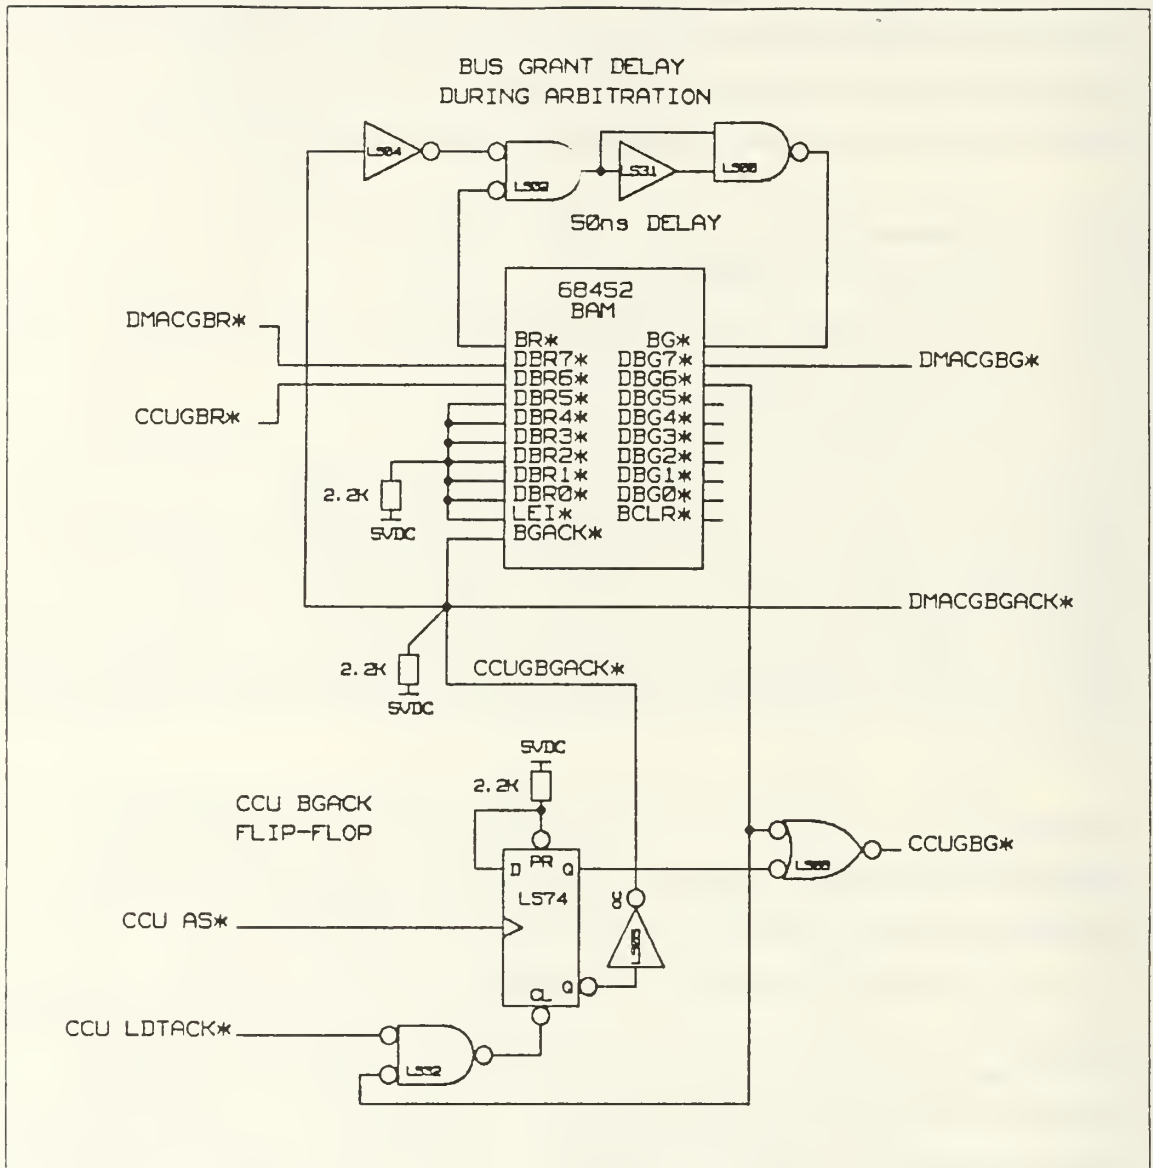 BUS GRANT DELAY
DURING ARBITRATION
LS04
LS32
LS31
LS00
50ns DELAY
68452
BAM
DMACGBR*
CCUGBR*
BR*
DBR7*
DBR6*
DBR5*
DBR4*
DBR3*
DBR2*
DBR1*
DBR0*
LEI*
BGACK*
BG*
DBG7*
DBG6*
DBG5*
DBG4*
DBG3*
DBG2*
DBG1*
DBG0*
BCLR*
DMACGBG*
2.2K
5VDC
DMACGBGACK*
2.2K
5VDC
CCUGBGACK*
5VDC
2.2K
CCU BGACK
FLIP-FLOP
D
PR
Q
LS74
Q
CL
OC
LS05
CCU AS*
CCUGBG*
CCU LDTACK*
LS32